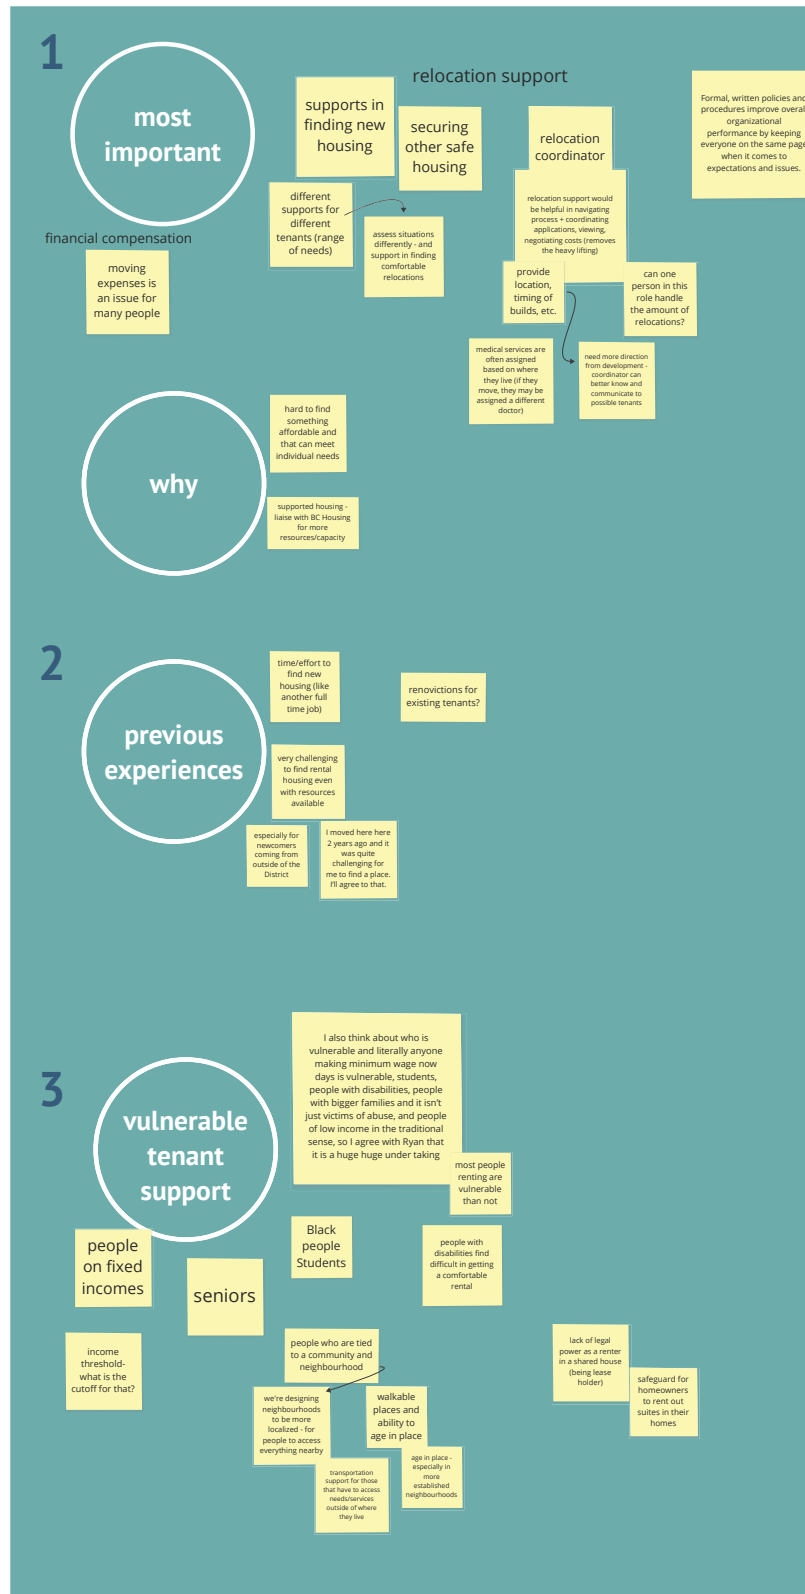 1
most
important
financial compensation
moving
expenses is
an issue for
many people
relocation support
supports in
finding new
housing
securing
other safe
housing
different
supports for
different
tenants (range
of needs)
assess situations
differently - and
support in finding
comfortable
relocations
relocation
coordinator
relocation support would
be helpful in navigating
process + coordinating
applications, viewing,
negotiating costs (removes
the heavy lifting)
provide
location,
timing of
builds, etc.
can one
person in this
role handle
the amount of
relocations?
medical services are
often assigned
based on where
they live (if they
move, they may be
assigned a different
doctor)
need more direction
from development -
coordinator can
better know and
communicate to
possible tenants
Formal, written policies and
procedures improve overall
organizational
performance by keeping
everyone on the same page
when it comes to
expectations and issues.
why
hard to find
something
affordable and
that can meet
individual needs
supported housing -
liaise with BC Housing
for more
resources/capacity
2
previous
experiences
time/effort to
find new
housing (like
another full
time job)
renovictions for
existing tenants?
very challenging
to find rental
housing even
with resources
available
especially for
newcomers
coming from
outside of the
District
I moved here here
2 years ago and it
was quite
challenging for
me to find a place.
I'll agree to that.
3
vulnerable
tenant
support
I also think about who is
vulnerable and literally anyone
making minimum wage now
days is vulnerable, students,
people with disabilities, people
with bigger families and it isn't
just victims of abuse, and people
of low income in the traditional
sense, so I agree with Ryan that
it is a huge huge under taking
most people
renting are
vulnerable
than not
people
on fixed
incomes
seniors
Black
people
Students
people with
disabilities find
difficult in getting
a comfortable
rental
income
threshold-
what is the
cutoff for that?
people who are tied
to a community and
neighbourhood
we're designing
neighbourhoods
to be more
localized - for
people to access
everything nearby
walkable
places and
ability to
age in place
transportation
support for those
that have to access
needs/services
outside of where
they live
age in place -
especially in
more
established
neighbourhoods
lack of legal
power as a renter
in a shared house
(being lease
holder)
safeguard for
homeowners
to rent out
suites in their
homes